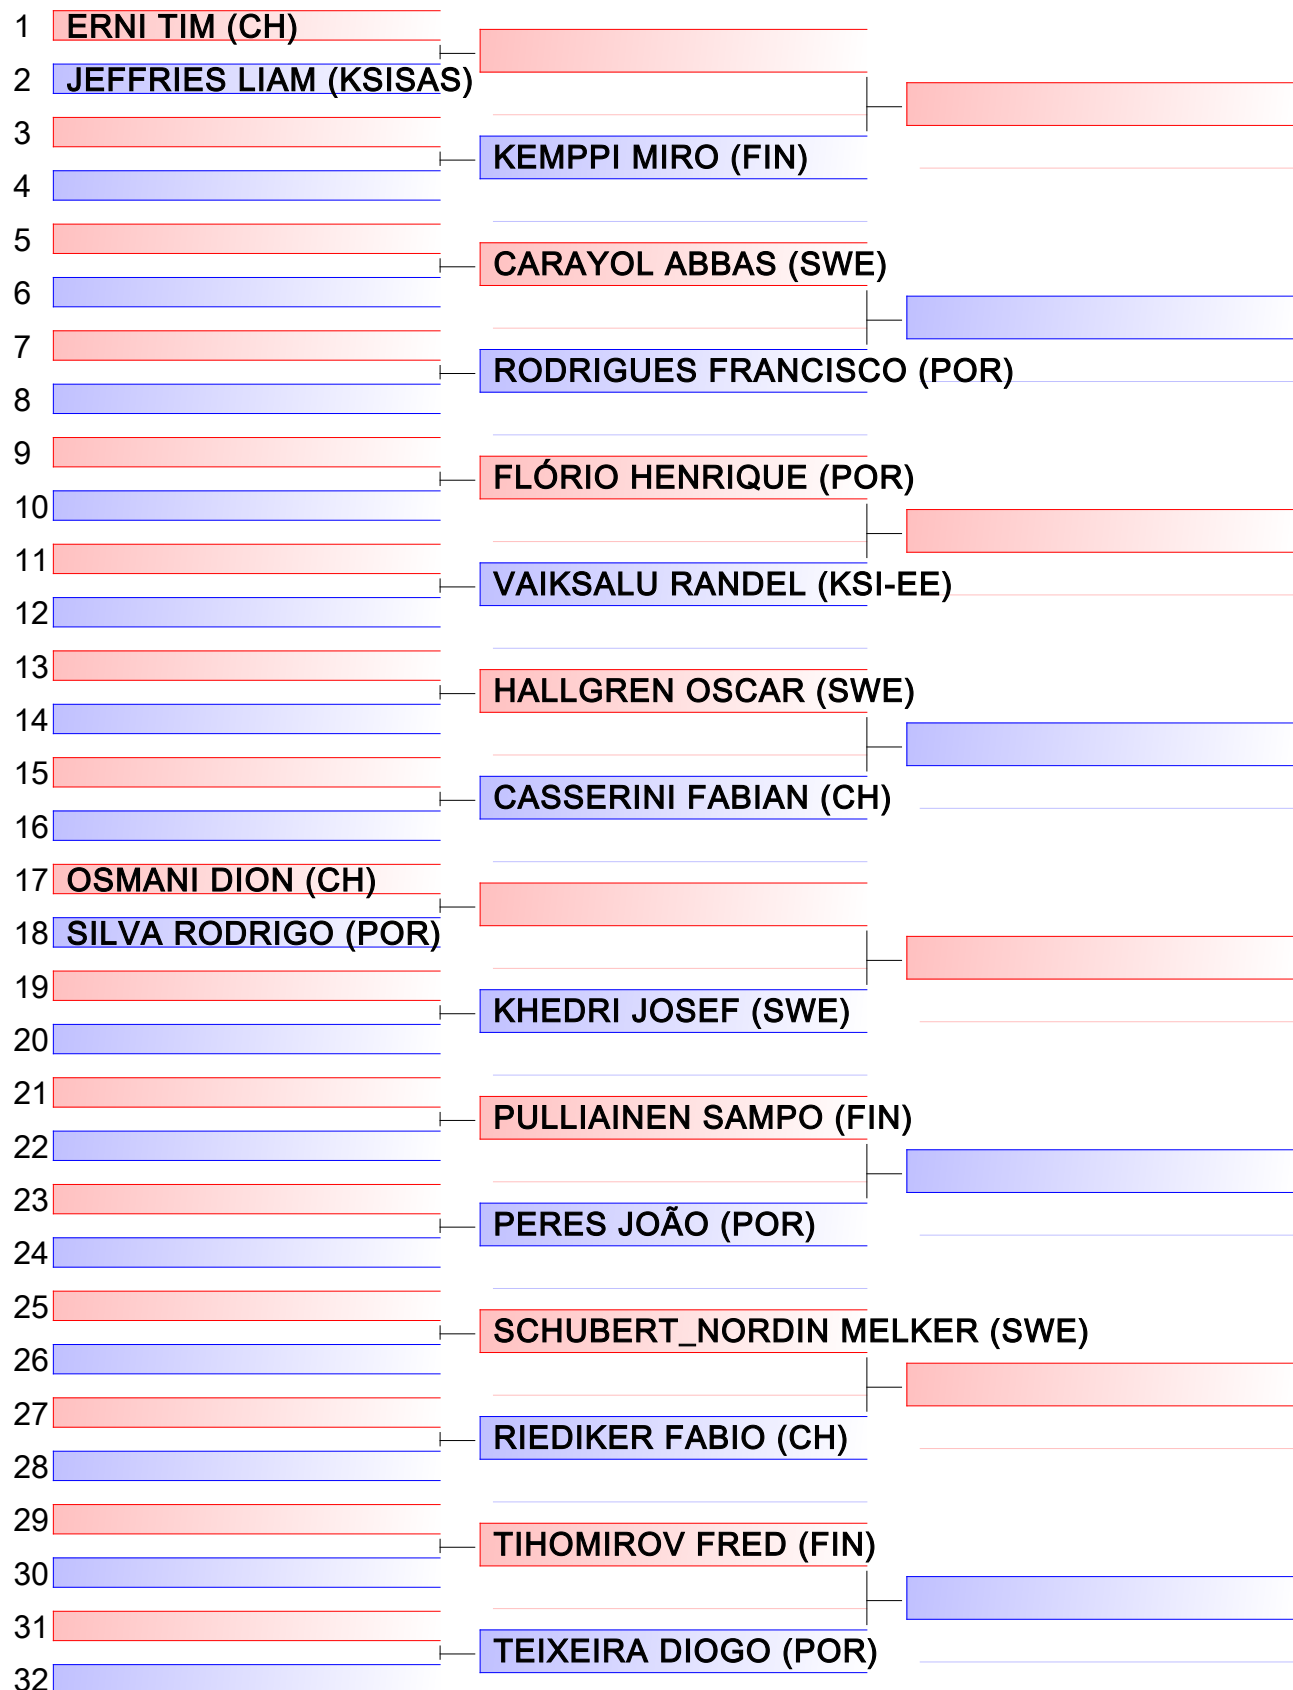 1 ERNI TIM (CH)
2 JEFFRIES LIAM (KSISAS)
3
KEMPPI MIRO (FIN)
4
5
CARAYOL ABBAS (SWE)
6
7
RODRIGUES FRANCISCO (POR)
8
9
FLÓRIO HENRIQUE (POR)
10
11
VAIKSALU RANDEL (KSI-EE)
12
13
HALLGREN OSCAR (SWE)
14
15
CASSERINI FABIAN (CH)
16
17 OSMANI DION (CH)
18 SILVA RODRIGO (POR)
19
KHEDRI JOSEF (SWE)
20
21
PULLIAINEN SAMPO (FIN)
22
23
PERES JOÃO (POR)
24
25
SCHUBERT_NORDIN MELKER (SWE)
26
27
RIEDIKER FABIO (CH)
28
29
TIHOMIROV FRED (FIN)
30
31
TEIXEIRA DIOGO (POR)
32